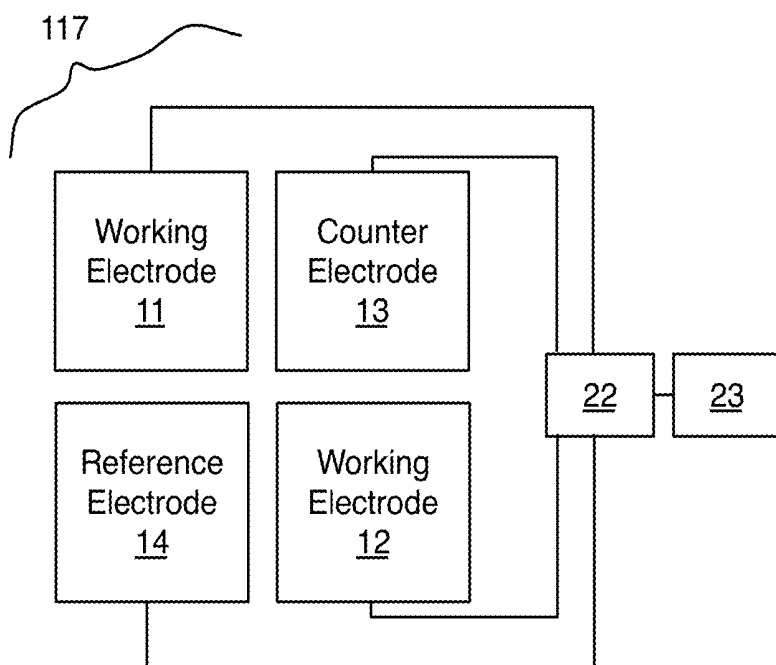 117
Working
Electrode
11
Counter
Electrode
13
22
23
Reference
Electrode
14
Working
Electrode
12